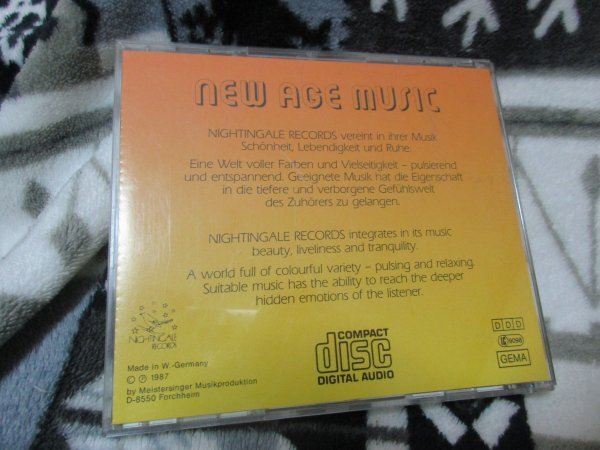 NEW AGE MUSIC
NIGHTINGALE RECORDS vereint in ihrer Musik
Schönheit, Lebendigkeit und Ruhe.
Eine Welt voller Farben und Vielseitigkeit – pulsierend
und entspannend. Geeignete Musik hat die Eigenschaft
in die tiefere und verborgene Gefühlswelt
des Zuhörers zu gelangen.
NIGHTINGALE RECORDS integrates in its music
beauty, liveliness and tranquility.
A world full of colourful variety – pulsing and relaxing.
Suitable music has the ability to reach the deeper
hidden emotions of the listener.
NIGHTINGALE
RECORDS
Made in W.-Germany
© ℗ 1987
by Meistersinger Musikproduktion
D-8550 Forchheim
COMPACT
disc
DIGITAL AUDIO
DDD
GEMA